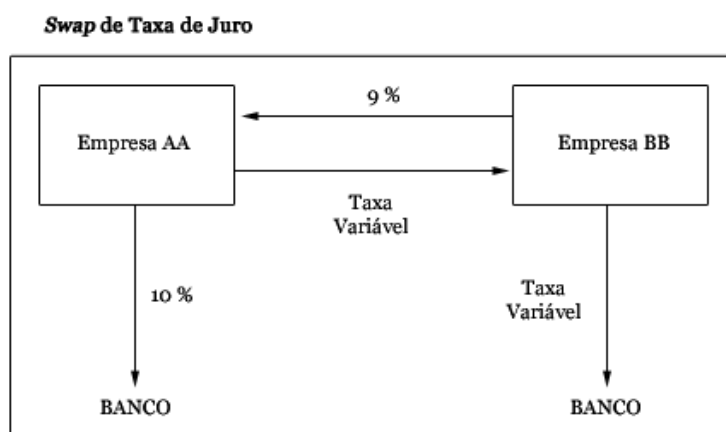 Swap de Taxa de Juro
9 %
Empresa AA
Empresa BB
Taxa
Variável
10 %
Taxa
Variável
BANCO
BANCO